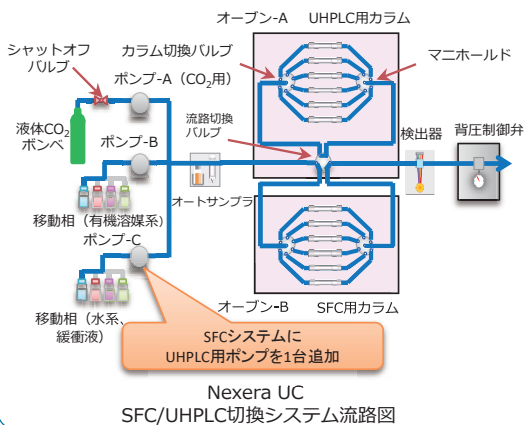 オーブン-A
UHPLC用カラム
シャットオフ
バルブ
カラム切換バルブ
マニホールド
ポンプ-A（CO₂用）
液体CO₂
ボンベ
流路切換
バルブ
ポンプ-B
検出器
背圧制御弁
オートサンプラ
移動相（有機溶媒系）
ポンプ-C
移動相（水系、
緩衝液）
オーブン-B
SFC用カラム
SFCシステムに
UHPLC用ポンプを1台追加
Nexera UC
SFC/UHPLC切換システム流路図